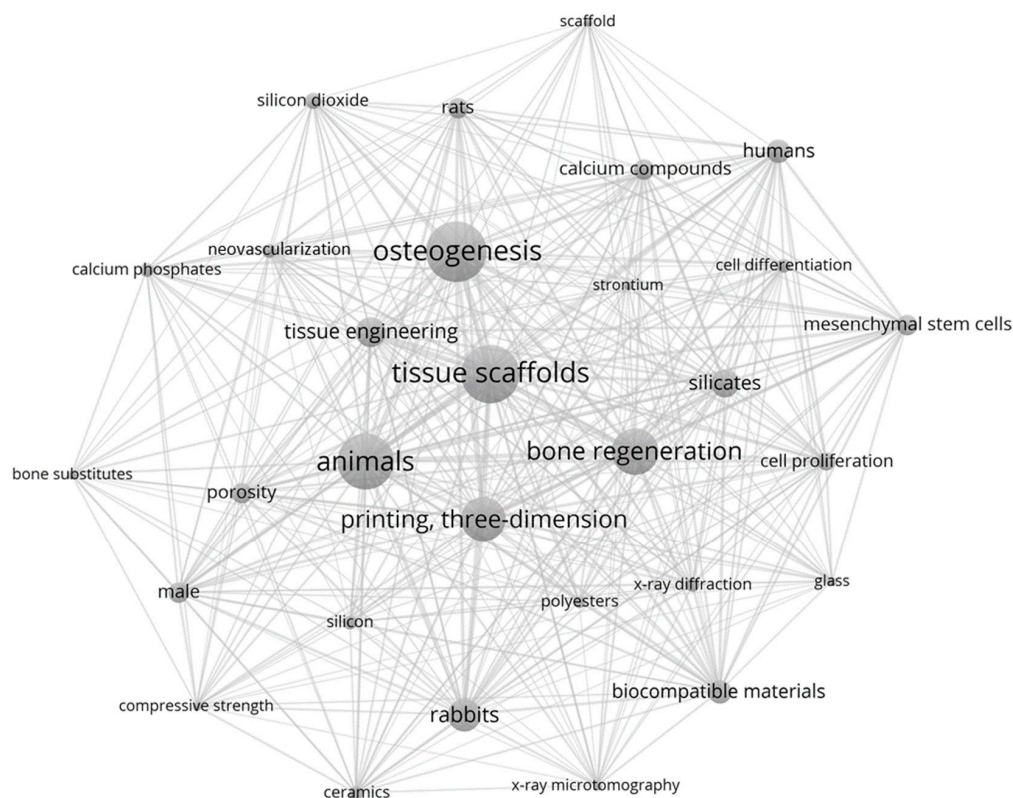 scaffold
silicon dioxide
rats
humans
calcium compounds
neovascularization
osteogenesis
calcium phosphates
cell differentiation
strontium
tissue engineering
mesenchymal stem cells
tissue scaffolds
silicates
bone regeneration
animals
cell proliferation
bone substitutes
porosity
printing, three-dimension
x-ray diffraction
glass
male
polyesters
silicon
biocompatible materials
compressive strength
rabbits
x-ray microtomography
ceramics